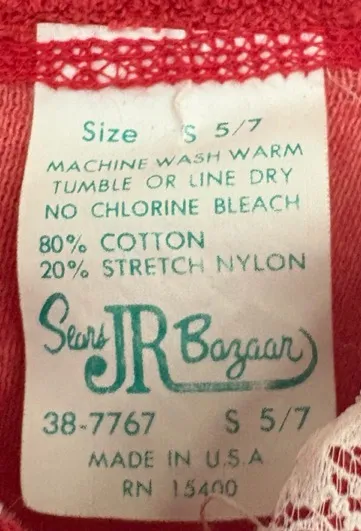 Size S 5/7
MACHINE WASH WARM
TUMBLE OR LINE DRY
NO CHLORINE BLEACH
80% COTTON
20% STRETCH NYLON
Sears JR Bazaar
38-7767 S 5/7
MADE IN U.S.A
RN 15400